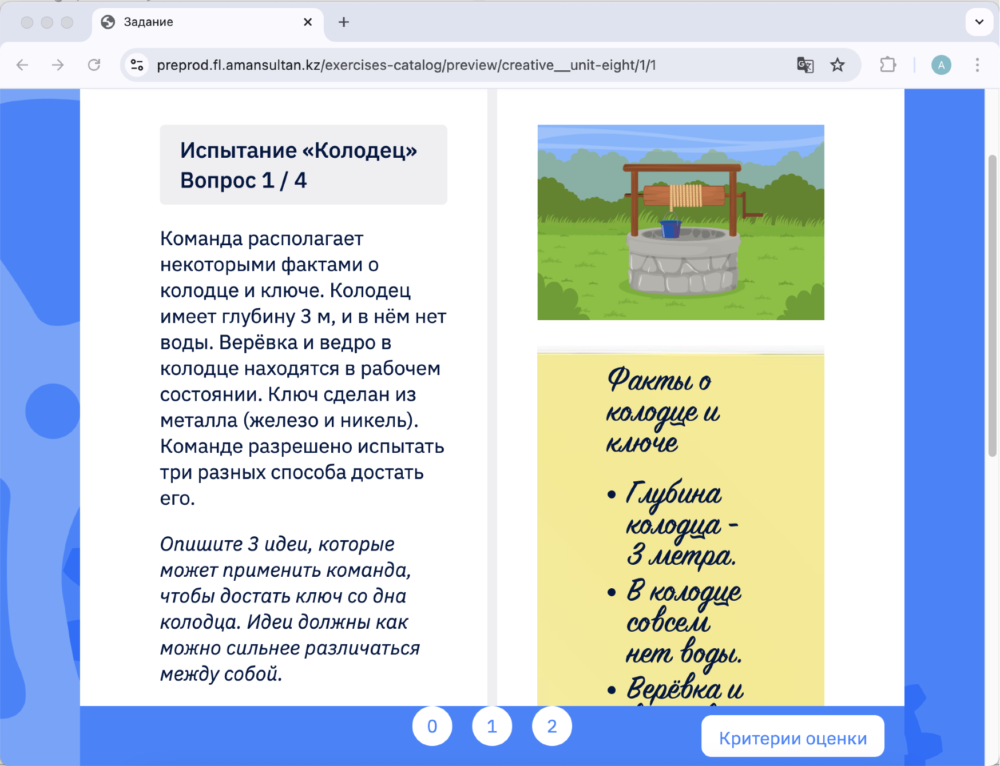 Задание
preprod.fl.amansultan.kz/exercises-catalog/preview/creative__unit-eight/1/1
A
Испытание «Колодец»
Вопрос 1 / 4
Команда располагает
некоторыми фактами о
колодце и ключе. Колодец
имеет глубину 3 м, и в нём нет
воды. Верёвка и ведро в
колодце находятся в рабочем
состоянии. Ключ сделан из
металла (железо и никель).
Команде разрешено испытать
три разных способа достать
его.
Опишите 3 идеи, которые
может применить команда,
чтобы достать ключ со дна
колодца. Идеи должны как
можно сильнее различаться
между собой.
Факты о
колодце и
ключе
• Глубина
колодца -
3 метра.
• В колодце
совсем
нет воды.
• Верёвка и
0 1 2
Критерии оценки